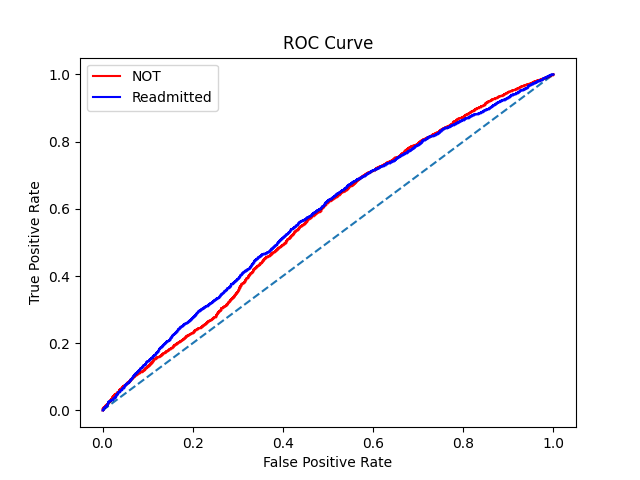 ROC Curve
NOT
Readmitted
True Positive Rate
1.0
0.8
0.6
0.4
0.2
0.0
0.0 0.2 0.4 0.6 0.8 1.0
False Positive Rate